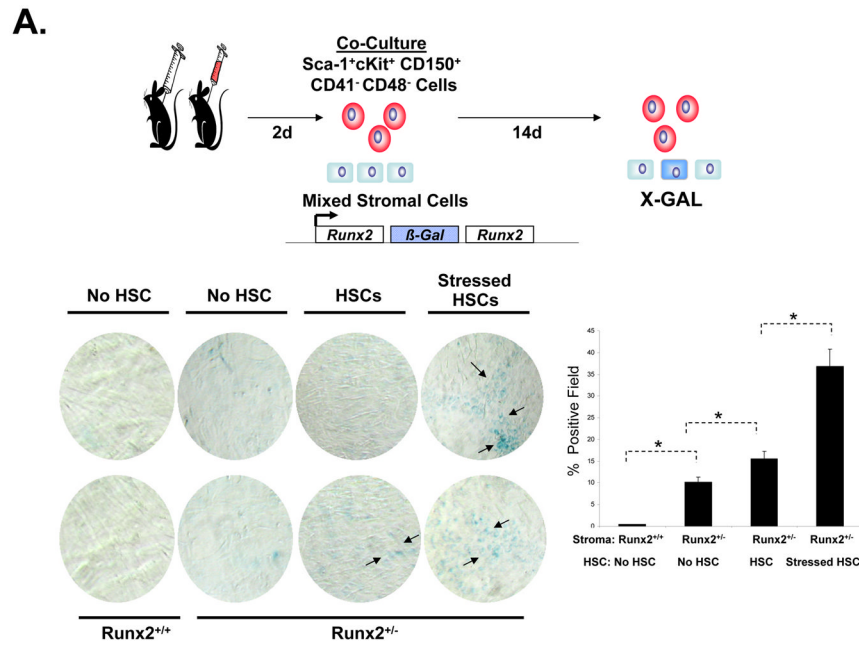 A.
Co-Culture
Sca-1⁺cKit⁺ CD150⁺
CD41⁻ CD48⁻ Cells
2d
14d
Mixed Stromal Cells
X-GAL
Runx2 ß-Gal Runx2
No HSC No HSC HSCs Stressed HSCs
Runx2⁺/⁺ Runx2⁺/⁻
% Positive Field
45
40
35
30
25
20
15
10
5
0
* * *
Stroma: Runx2⁺/⁺ Runx2⁺/⁻ Runx2⁺/⁻ Runx2⁺/⁻
HSC: No HSC No HSC HSC Stressed HSC